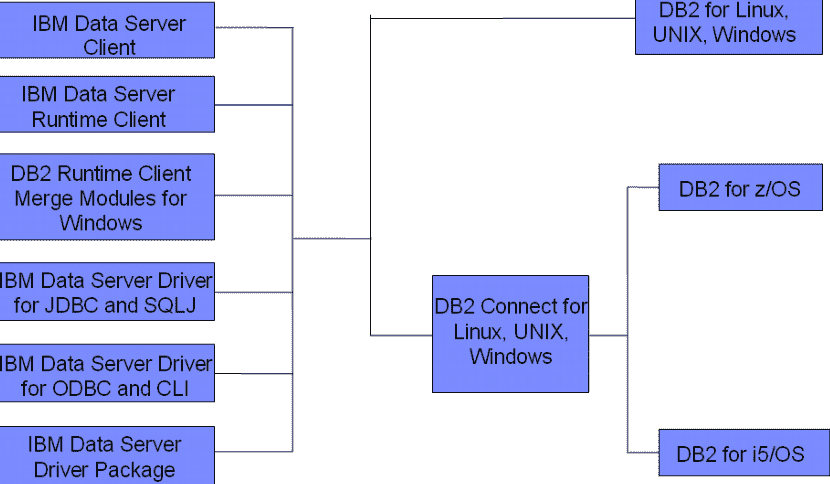 IBM Data Server
Client
IBM Data Server
Runtime Client
DB2 Runtime Client
Merge Modules for
Windows
IBM Data Server Driver
for JDBC and SQLJ
IBM Data Server Driver
for ODBC and CLI
IBM Data Server
Driver Package
DB2 Connect for
Linux, UNIX,
Windows
DB2 for Linux,
UNIX, Windows
DB2 for z/OS
DB2 for i5/OS